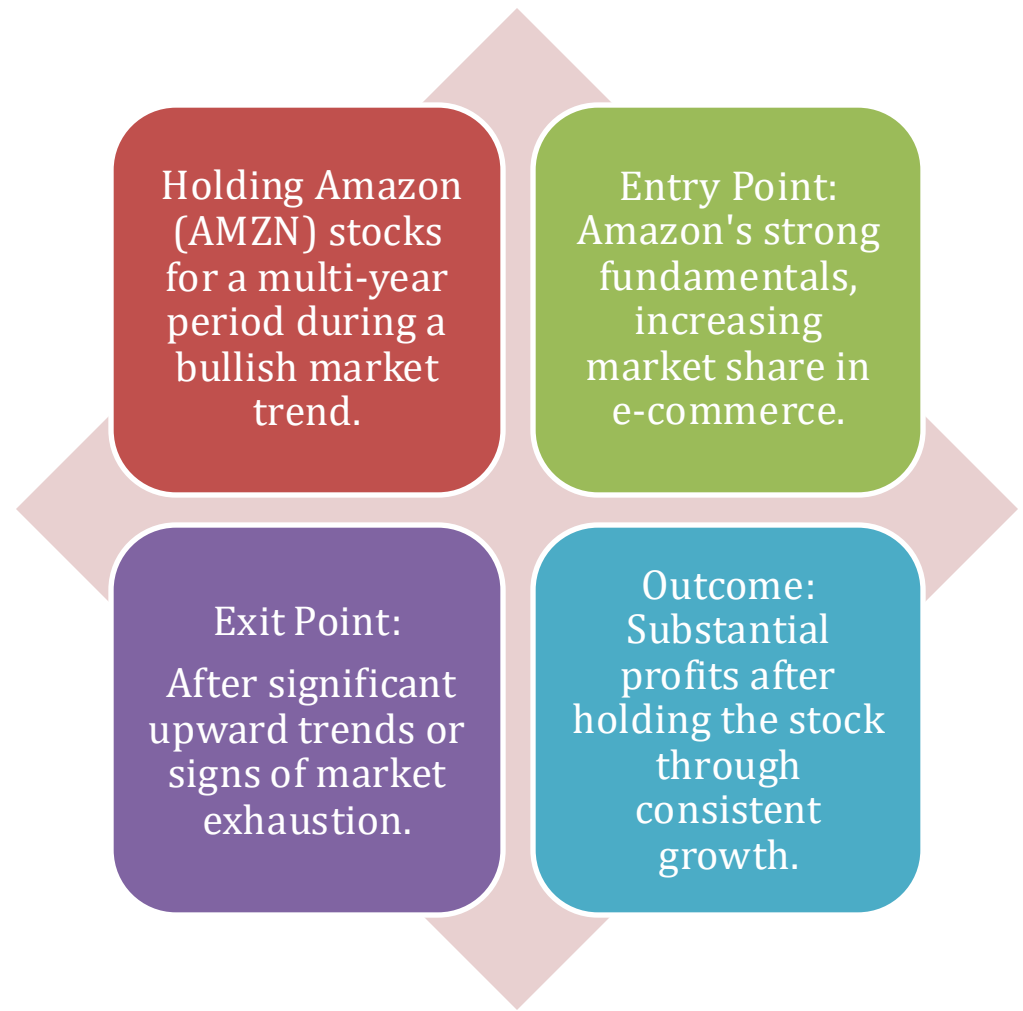 Holding Amazon
(AMZN) stocks
for a multi-year
period during a
bullish market
trend.
Entry Point:
Amazon's strong
fundamentals,
increasing
market share in
e-commerce.
Exit Point:
After significant
upward trends or
signs of market
exhaustion.
Outcome:
Substantial
profits after
holding the stock
through
consistent
growth.